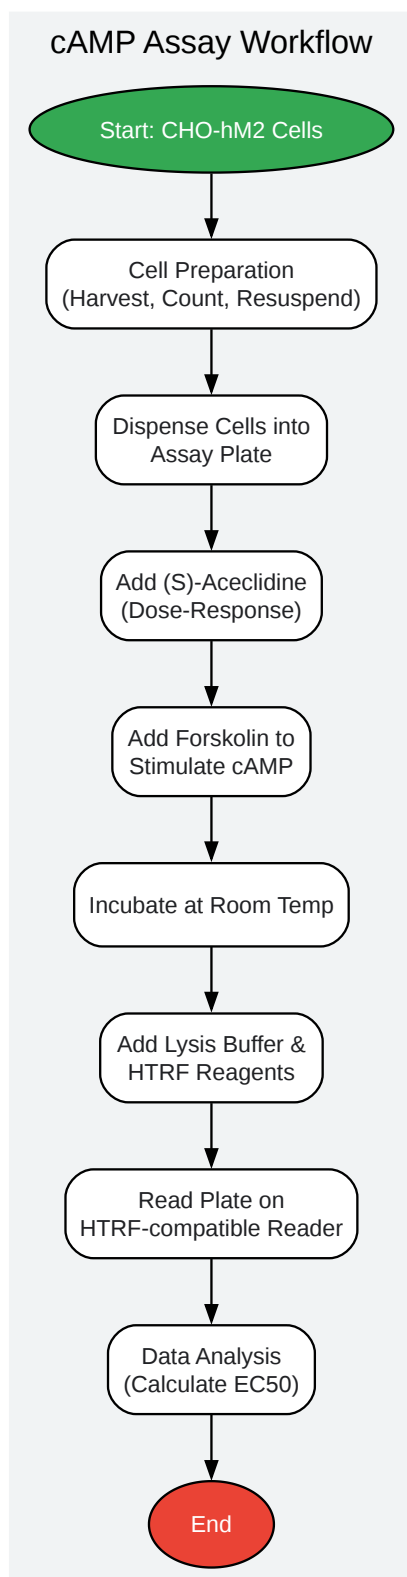 cAMP Assay Workflow
Start: CHO-hM2 Cells
Cell Preparation
(Harvest, Count, Resuspend)
Dispense Cells into
Assay Plate
Add (S)-Aceclidine
(Dose-Response)
Add Forskolin to
Stimulate cAMP
Incubate at Room Temp
Add Lysis Buffer &
HTRF Reagents
Read Plate on
HTRF-compatible Reader
Data Analysis
(Calculate EC50)
End